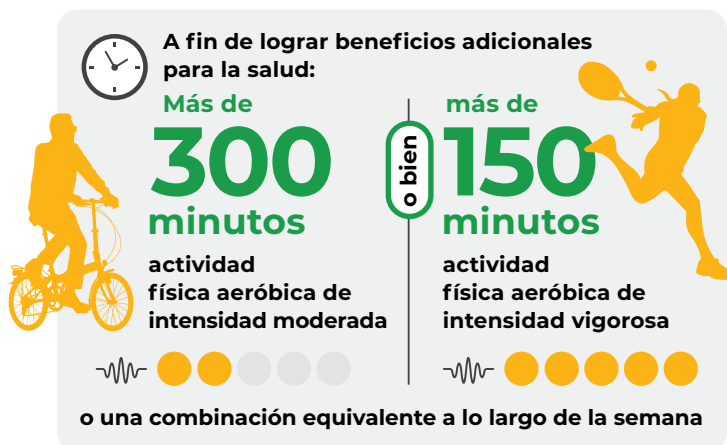 A fin de lograr beneficios adicionales
para la salud:
Más de
300
minutos
actividad
física aeróbica de
intensidad moderada
o bien
más de
150
minutos
actividad
física aeróbica de
intensidad vigorosa
o una combinación equivalente a lo largo de la semana